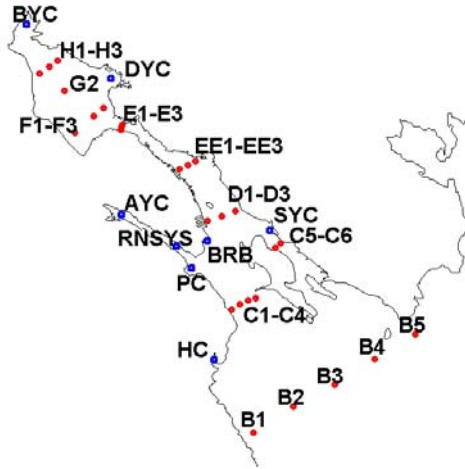 BYC
H1-H3
DYC
G2
E1-E3
F1-F3
EE1-EE3
D1-D3
AYC
SYC
RNSYS
C5-C6
BRB
PC
C1-C4
B5
HC
B4
B3
B2
B1